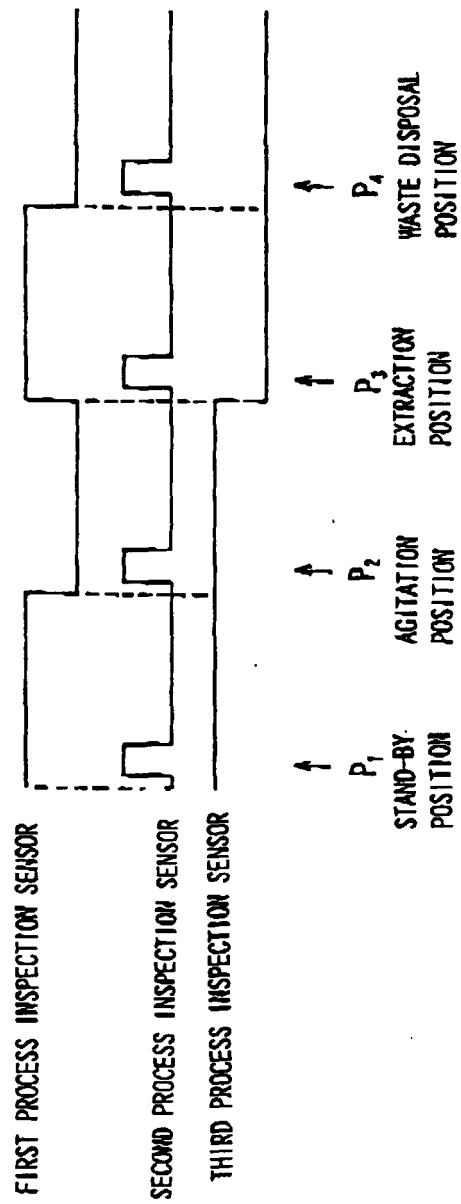 FIRST PROCESS INSPECTION SENSOR
SECOND PROCESS INSPECTION SENSOR
THIRD PROCESS INSPECTION SENSOR
P1
STAND-BY
POSITION
P2
AGITATION
POSITION
P3
EXTRACTION
POSITION
P4
WASTE DISPOSAL
POSITION